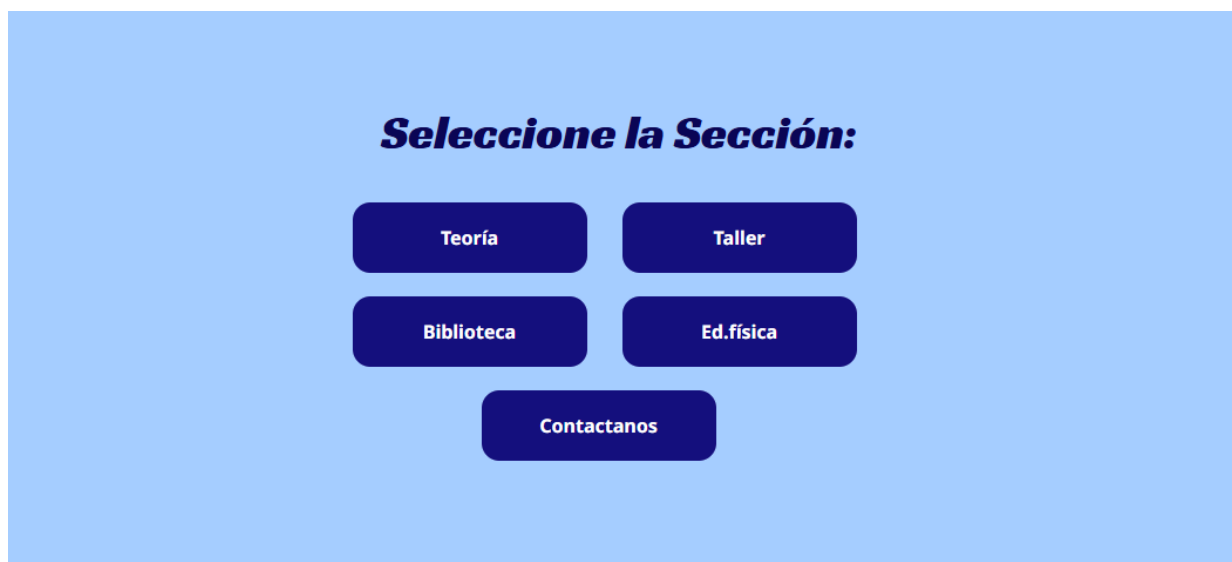 Seleccione la Sección:
Teoría
Taller
Biblioteca
Ed.física
Contactanos